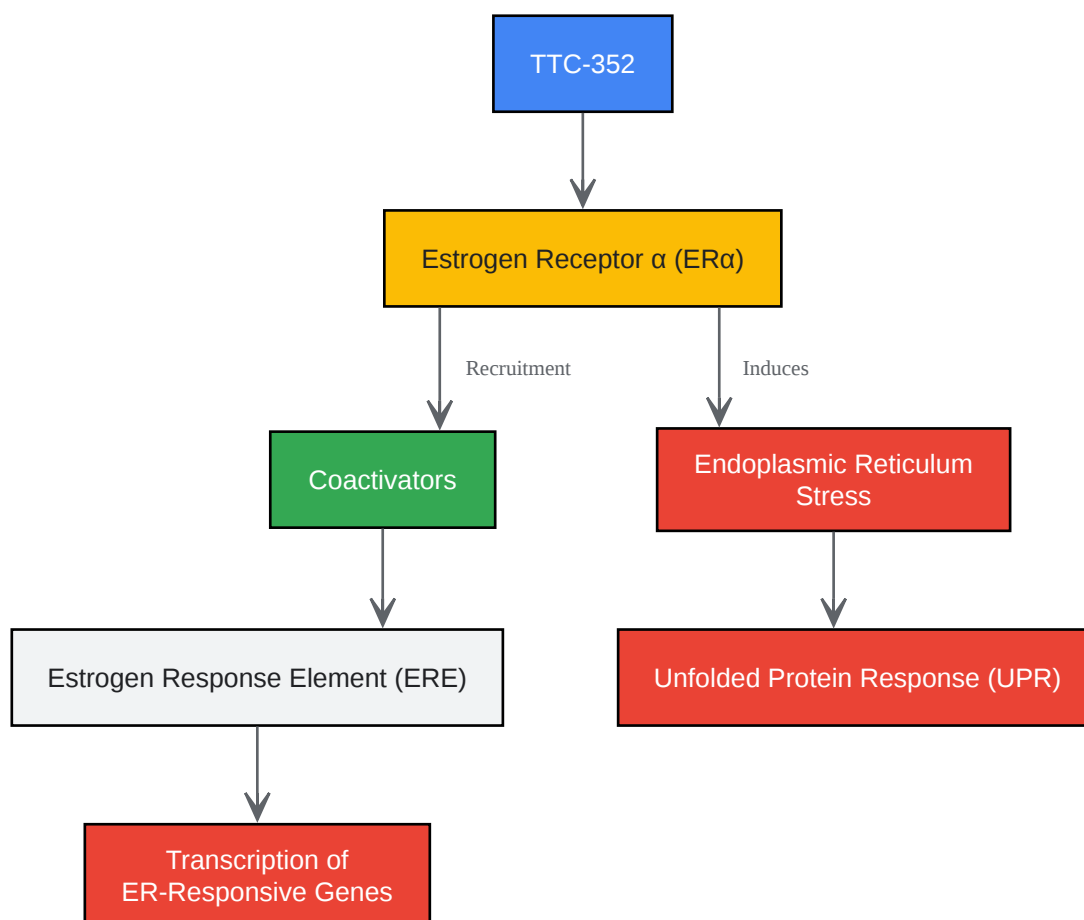 TTC-352
Estrogen Receptor α (ERα)
Recruitment
Induces
Coactivators
Endoplasmic Reticulum
Stress
Estrogen Response Element (ERE)
Unfolded Protein Response (UPR)
Transcription of
ER-Responsive Genes